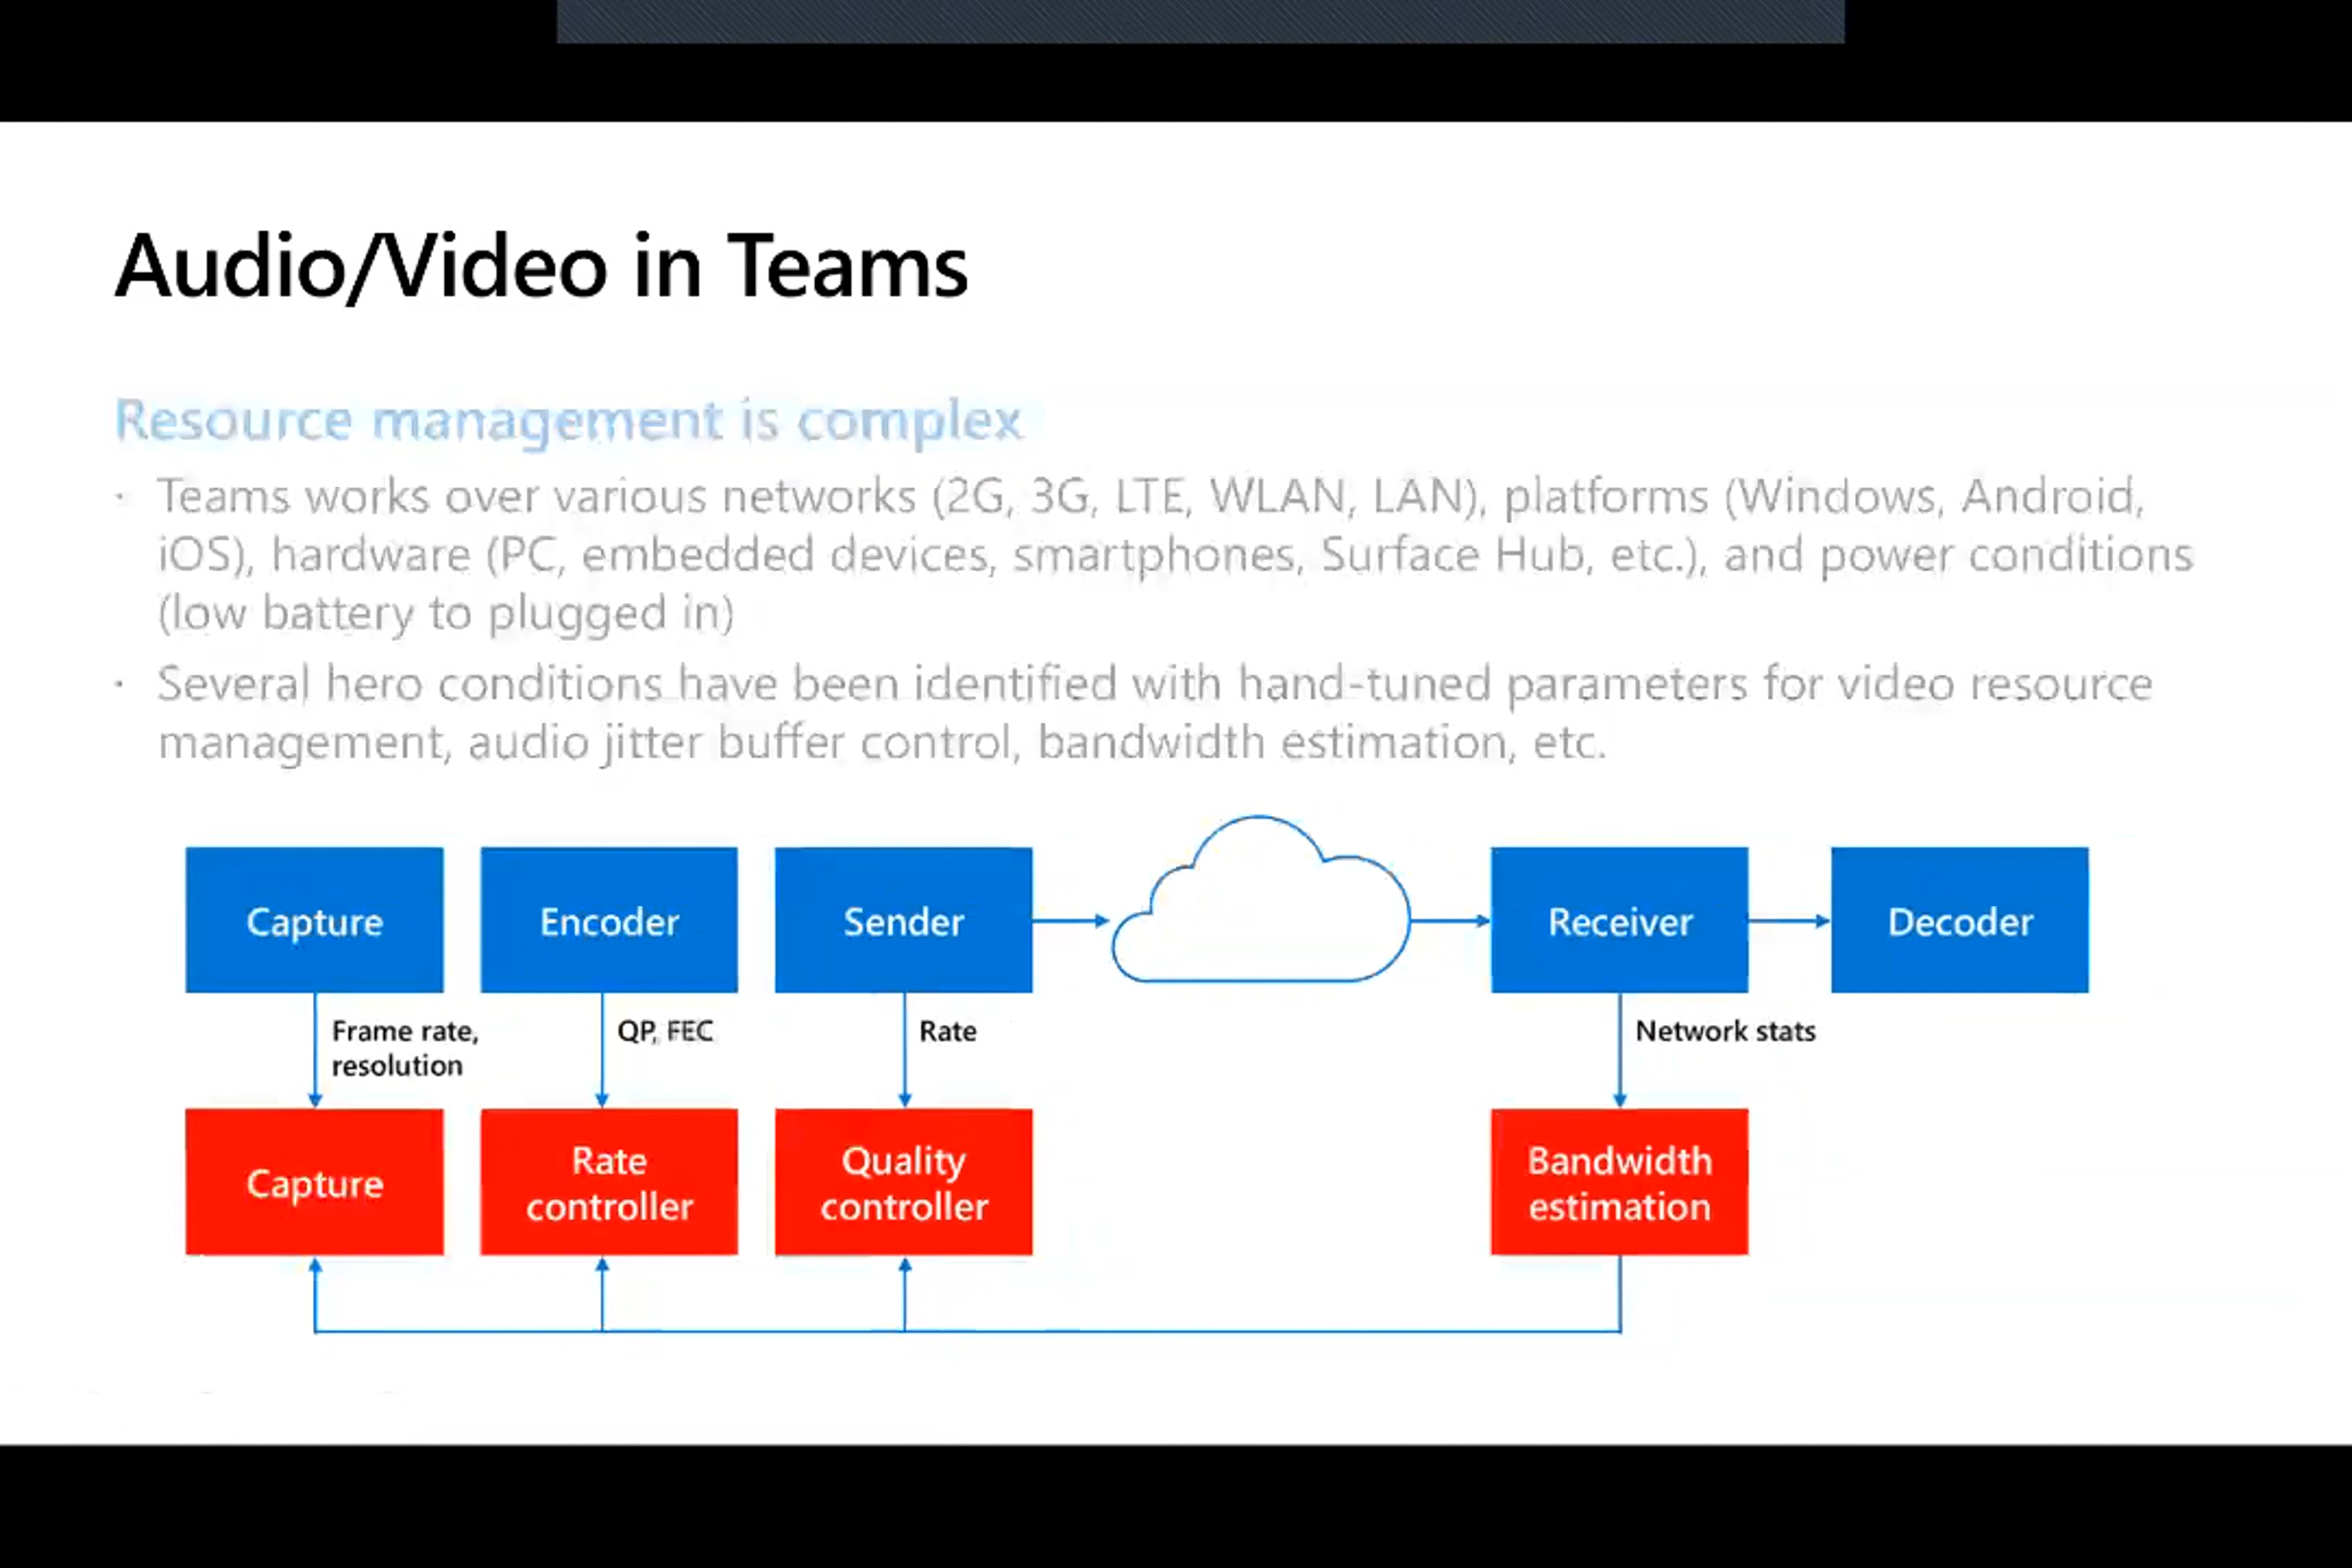 Audio/Video in Teams
Resource management is complex
· Teams works over various networks (2G, 3G, LTE, WLAN, LAN), platforms (Windows, Android,
iOS), hardware (PC, embedded devices, smartphones, Surface Hub, etc.), and power conditions
(low battery to plugged in)
· Several hero conditions have been identified with hand-tuned parameters for video resource
management, audio jitter buffer control, bandwidth estimation, etc.
Capture
Encoder
Sender
Receiver
Decoder
Frame rate,
resolution
QP, FEC
Rate
Network stats
Capture
Rate
controller
Quality
controller
Bandwidth
estimation